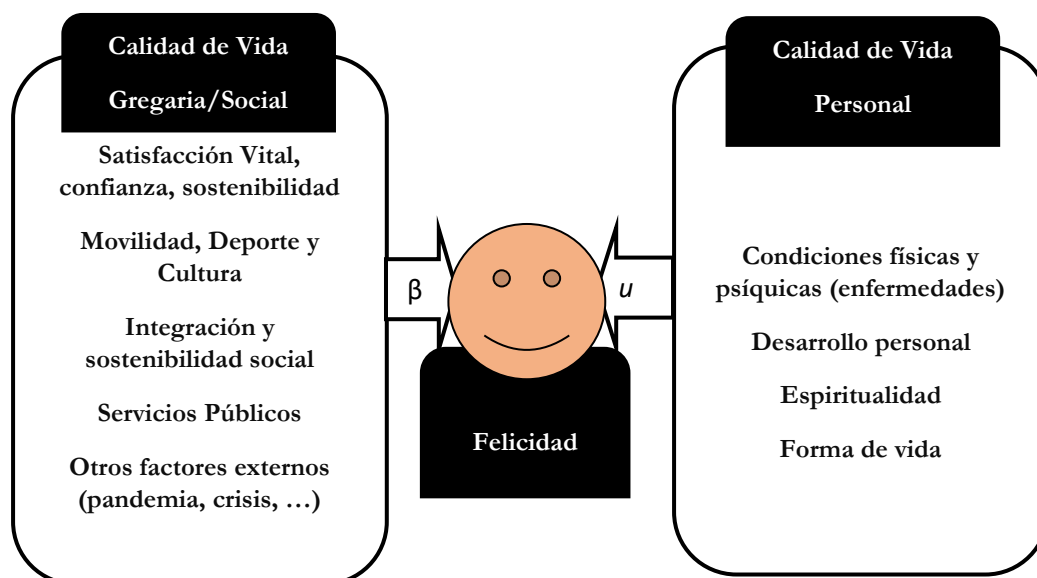 Calidad de Vida
Gregaria/Social
Satisfacción Vital,
confianza, sostenibilidad
Movilidad, Deporte y
Cultura
Integración y
sostenibilidad social
Servicios Públicos
Otros factores externos
(pandemia, crisis, …)
β
Felicidad
u
Calidad de Vida
Personal
Condiciones físicas y
psíquicas (enfermedades)
Desarrollo personal
Espiritualidad
Forma de vida